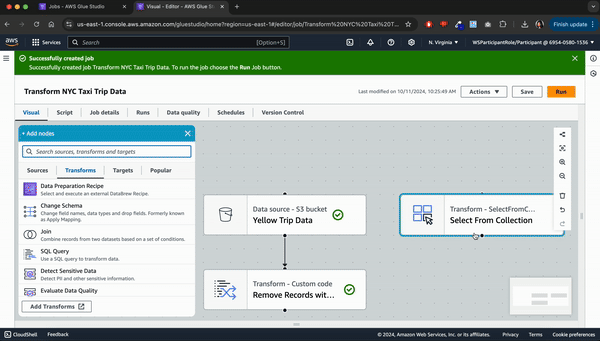 Jobs - AWS Glue Studio
Visual - Editor - AWS Glue Studio
us-east-1.console.aws.amazon.com/gluestudio/home?region=us-east-1#/editor/job/Transform%20NYC%20Taxi%20Trip%20D...
Finish update
aws
Services
Search
[Option+S]
N. Virginia
WSParticipantRole/Participant @ 6954-0580-1536
Successfully created job
Successfully created job Transform NYC Taxi Trip Data. To run the job choose the Run Job button.
Transform NYC Taxi Trip Data
Last modified on 10/11/2024, 10:25:49 AM
Actions
Save
Run
Visual
Script
Job details
Runs
Data quality
Schedules
Version Control
+ Add nodes
Search sources, transforms and targets
Sources
Transforms
Targets
Popular
Data Preparation Recipe
Select and execute an external DataBrew Recipe.
Change Schema
Change field names, data types and drop fields. Formerly known as Apply Mapping.
Join
Combine records from two datasets based on a set of conditions.
SQL Query
Use a SQL query to transform data.
Detect Sensitive Data
Detect PII and other sensitive information.
Evaluate Data Quality
Add Transforms
Data source - S3 bucket
Yellow Trip Data
Transform - Custom code
Remove Records wit...
Transform - SelectFromC...
Select From Collection
CloudShell
Feedback
© 2024, Amazon Web Services, Inc. or its affiliates.
Privacy
Terms
Cookie preferences